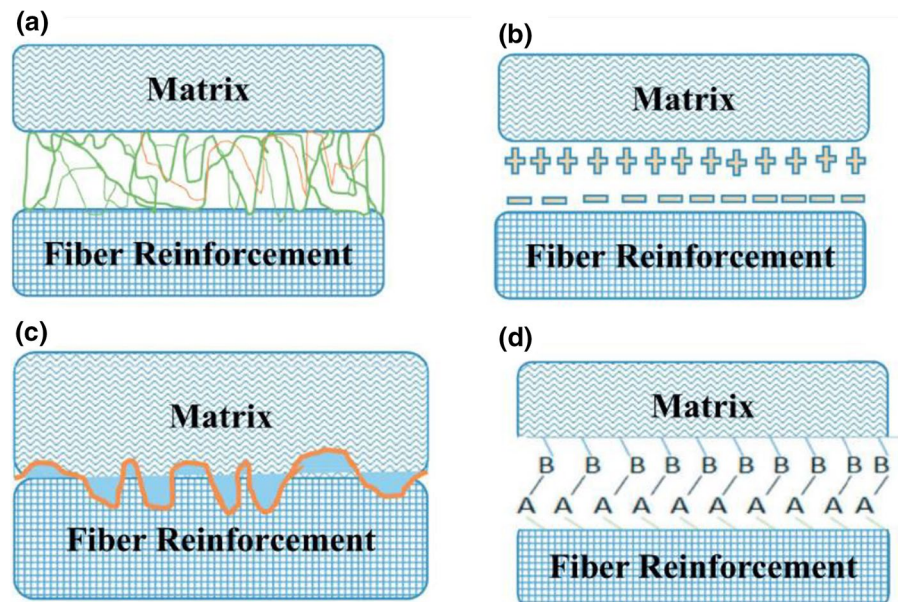 (a)
Matrix
Fiber Reinforcement
(b)
Matrix
Fiber Reinforcement
(c)
Matrix
Fiber Reinforcement
(d)
Matrix
B B B B B B B B B B
A A A A A A A A A A
Fiber Reinforcement